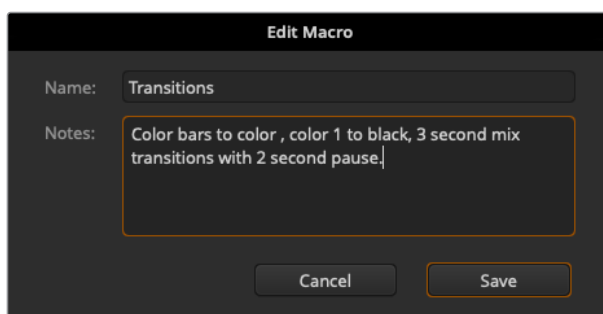 Edit Macro
Name: Transitions
Notes: Color bars to color , color 1 to black, 3 second mix
transitions with 2 second pause.
Cancel Save